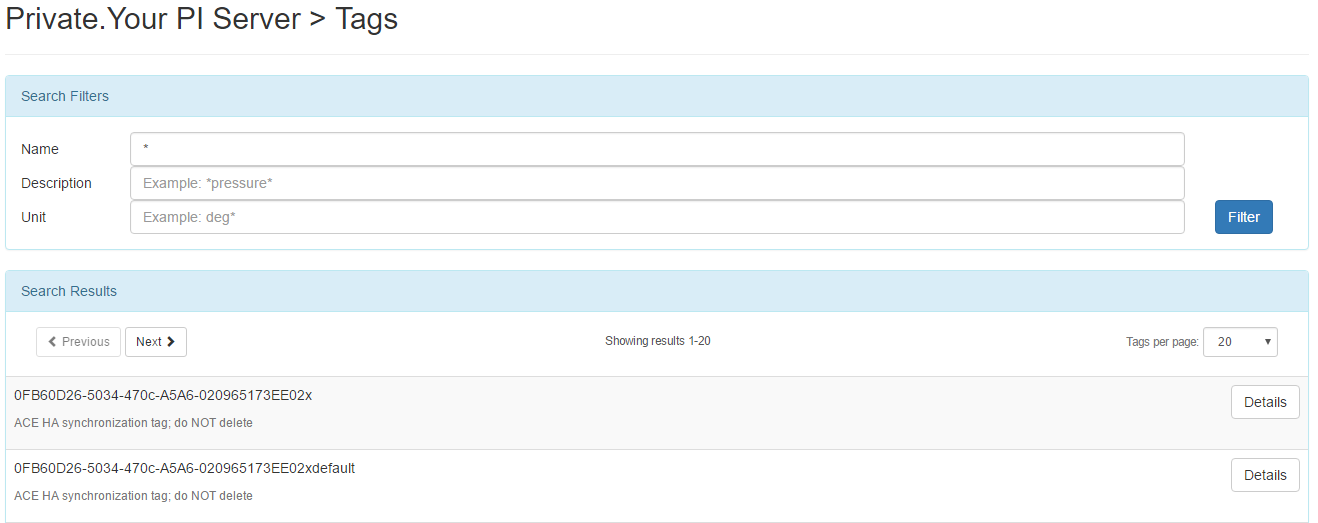 Private.Your PI Server > Tags
Search Filters
Name *
Description Example: *pressure*
Unit Example: deg* Filter
Search Results
Previous Next Showing results 1-20 Tags per page: 20
0FB60D26-5034-470c-A5A6-020965173EE02x Details
ACE HA synchronization tag; do NOT delete
0FB60D26-5034-470c-A5A6-020965173EE02xdefault Details
ACE HA synchronization tag; do NOT delete